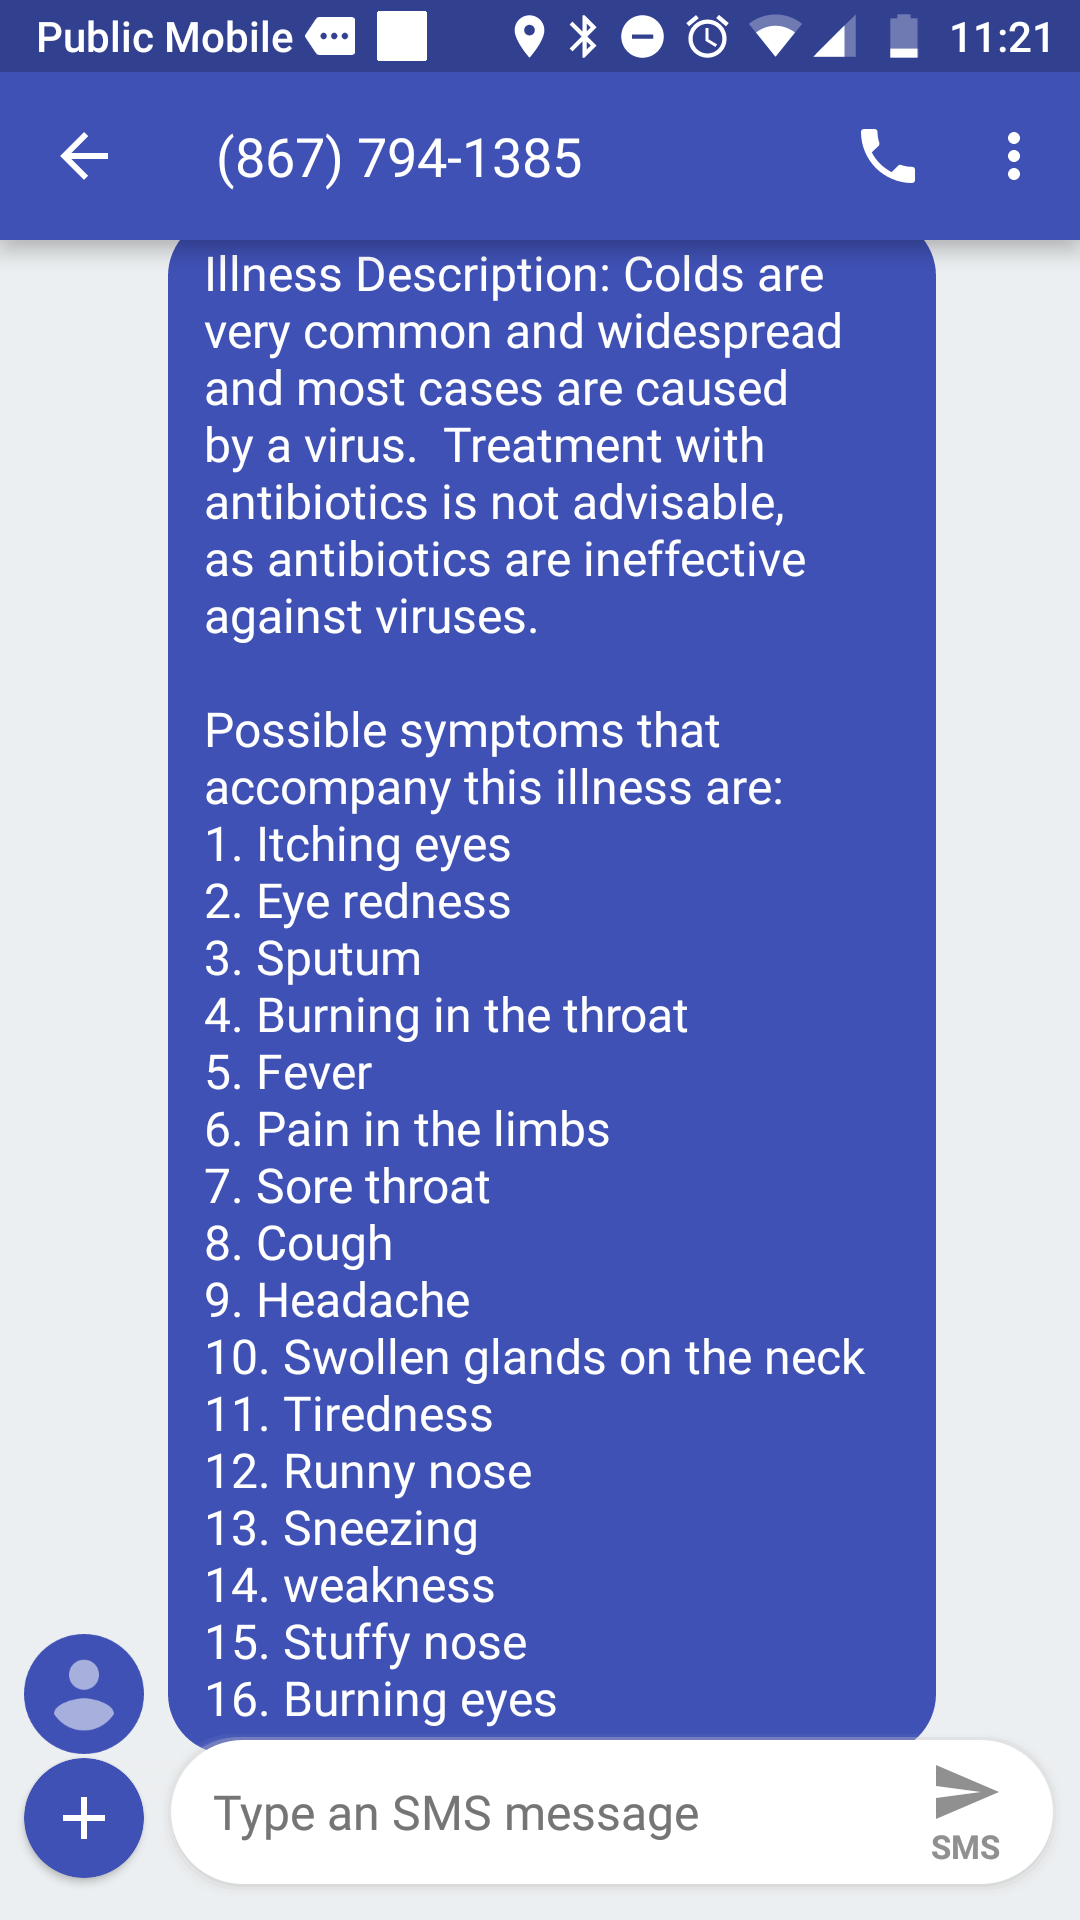 Public Mobile 11:21
(867) 794-1385
Illness Description: Colds are
very common and widespread
and most cases are caused
by a virus.  Treatment with
antibiotics is not advisable,
as antibiotics are ineffective
against viruses.

Possible symptoms that
accompany this illness are:
1. Itching eyes
2. Eye redness
3. Sputum
4. Burning in the throat
5. Fever
6. Pain in the limbs
7. Sore throat
8. Cough
9. Headache
10. Swollen glands on the neck
11. Tiredness
12. Runny nose
13. Sneezing
14. weakness
15. Stuffy nose
16. Burning eyes
Type an SMS message
SMS